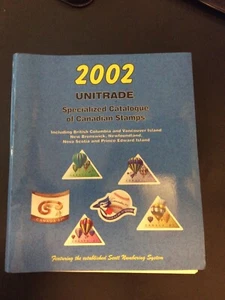 2002
UNITRADE
Specialized Catalogue
of Canadian Stamps
Including British Columbia and Vancouver Island
New Brunswick, Newfoundland,
Nova Scotia and Prince Edward Island
Featuring the established Scott Numbering System